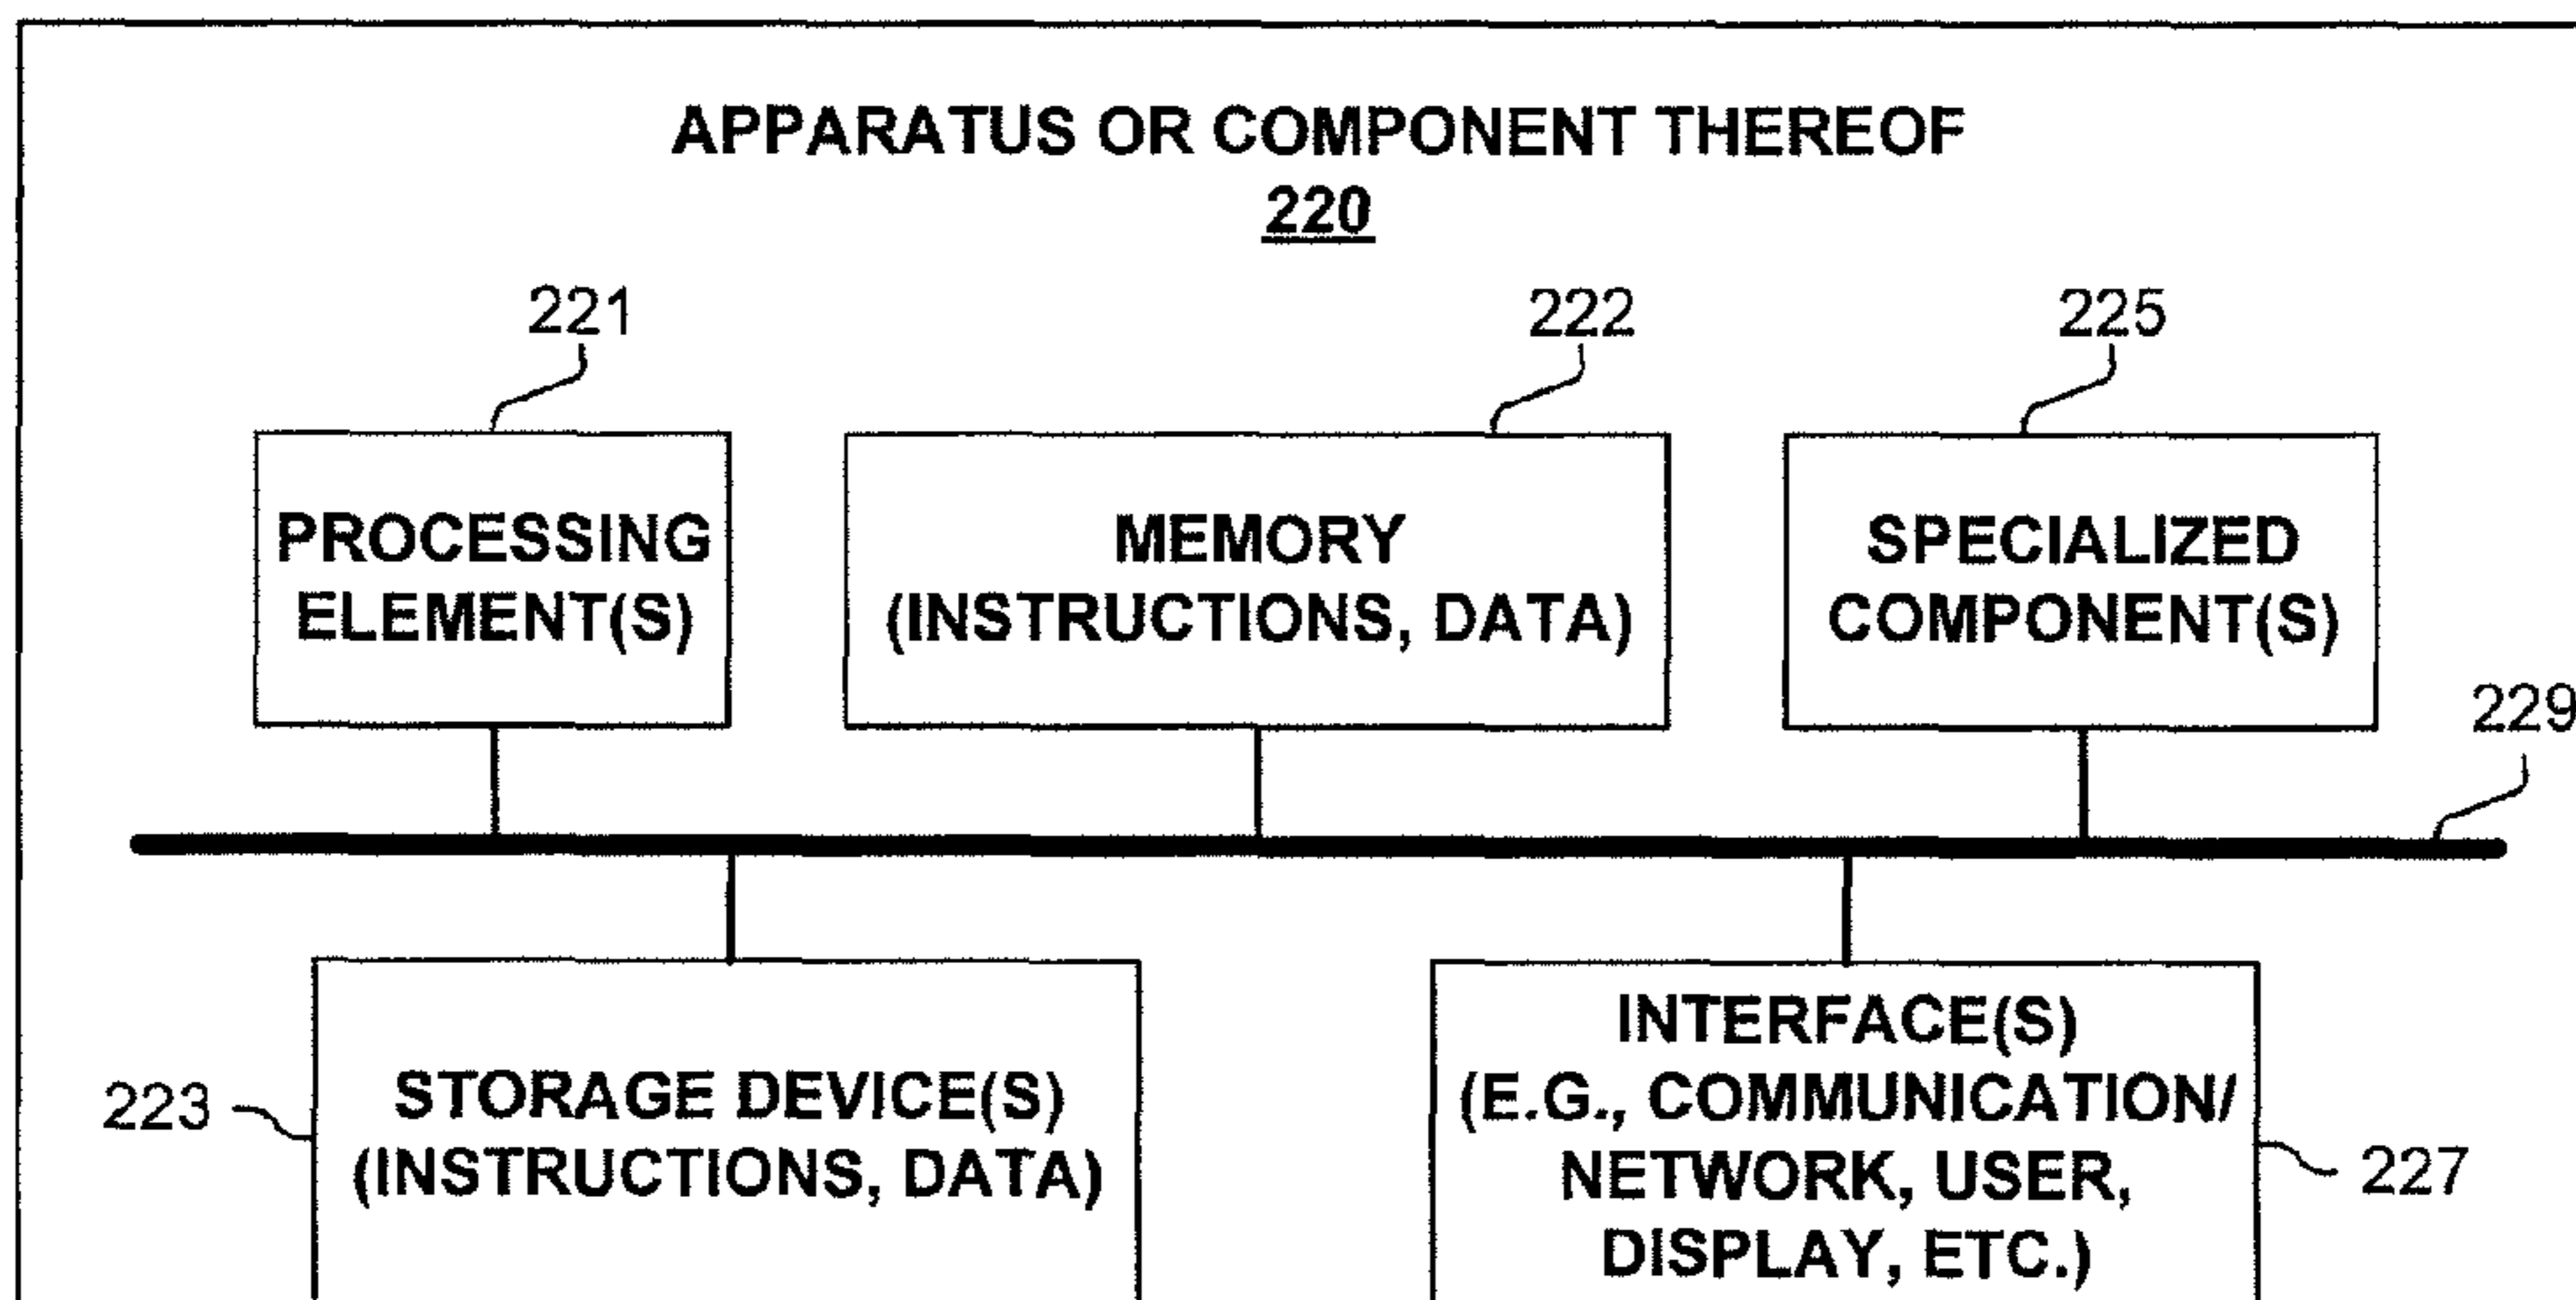 APPARATUS OR COMPONENT THEREOF
220
221
222
225
PROCESSING
ELEMENT(S)
MEMORY
(INSTRUCTIONS, DATA)
SPECIALIZED
COMPONENT(S)
229
223
STORAGE DEVICE(S)
(INSTRUCTIONS, DATA)
INTERFACE(S)
(E.G., COMMUNICATION/
NETWORK, USER,
DISPLAY, ETC.)
227